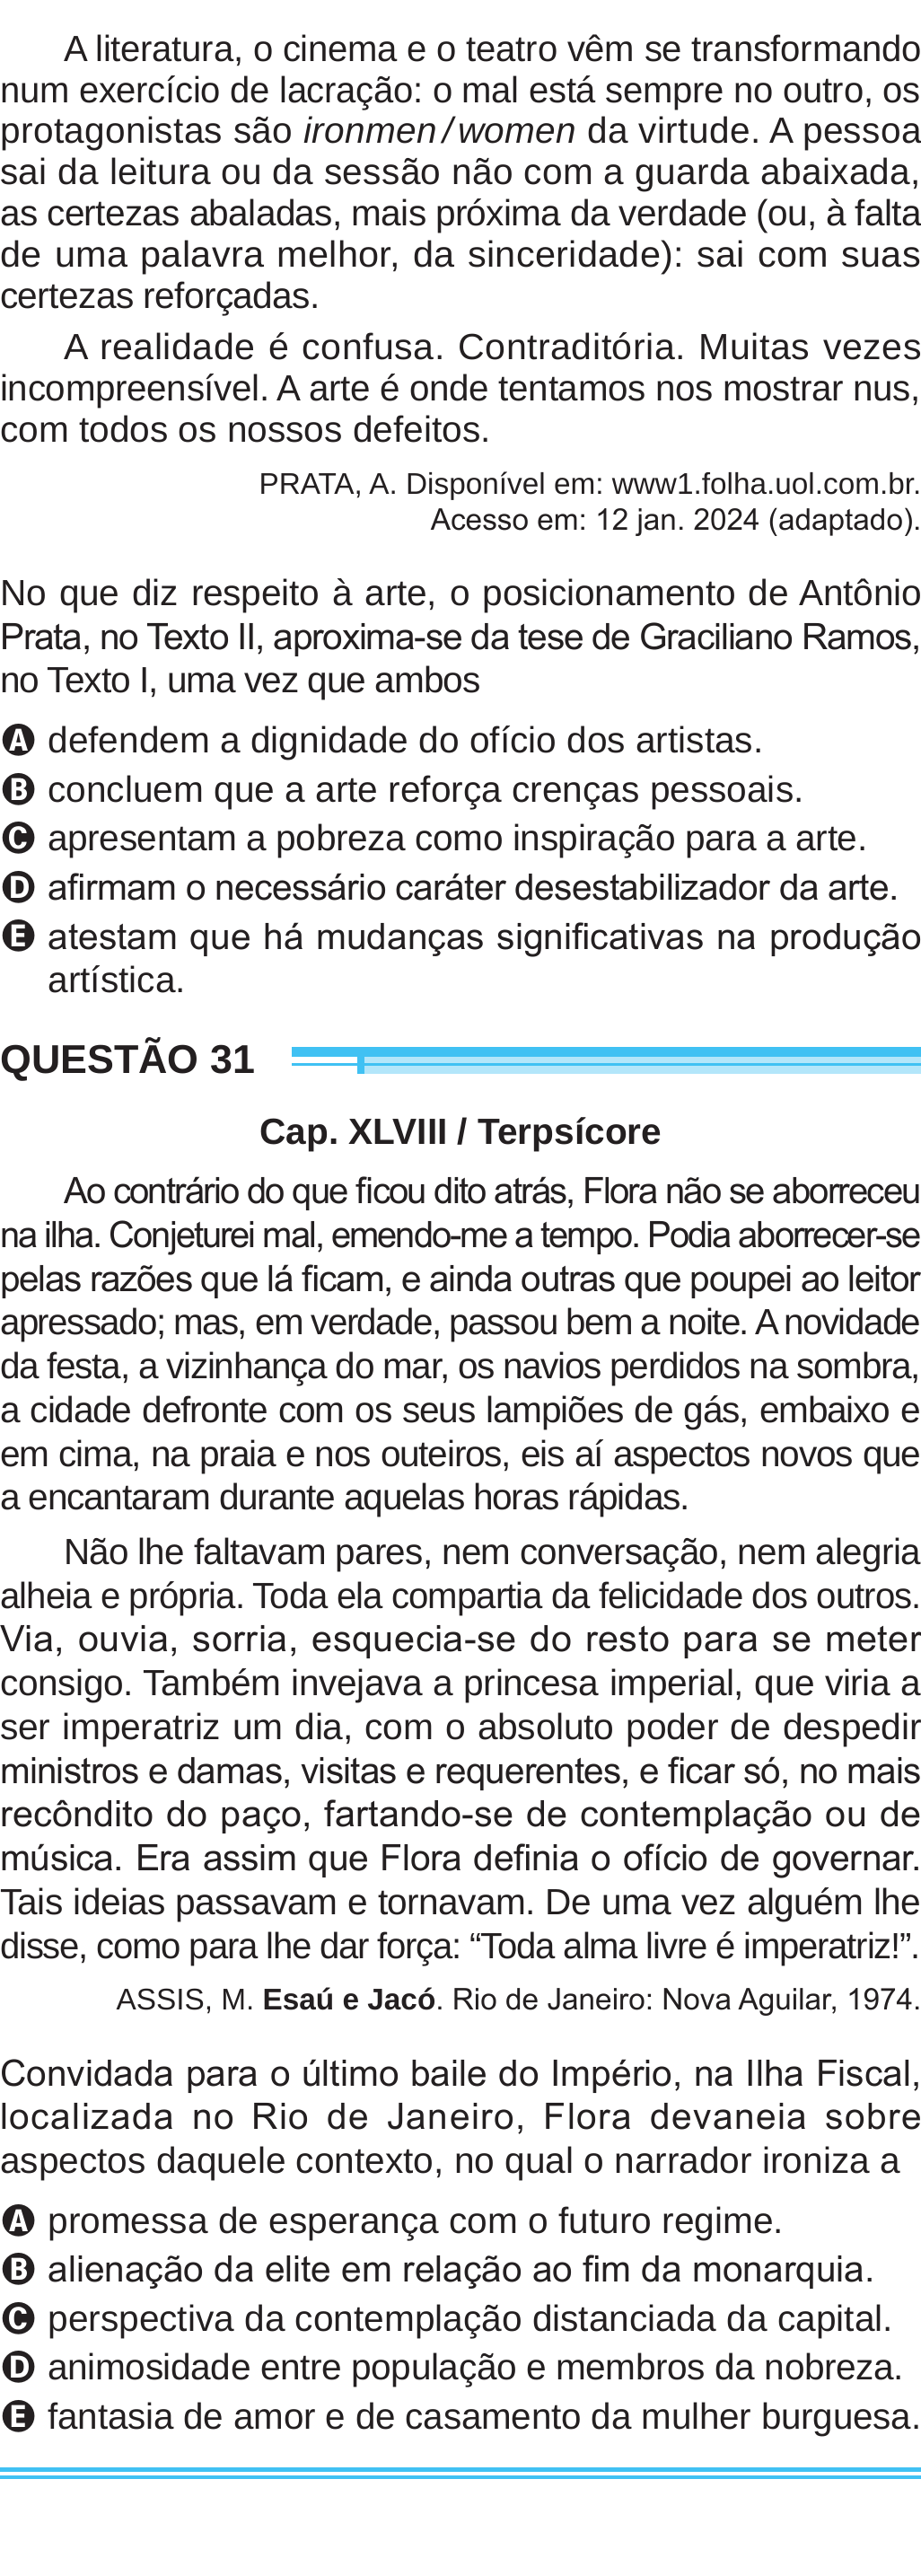 A literatura, o cinema e o teatro vêm se transformando
num exercício de lacração: o mal está sempre no outro, os
protagonistas são ironmen/women da virtude. A pessoa
sai da leitura ou da sessão não com a guarda abaixada,
as certezas abaladas, mais próxima da verdade (ou, à falta
de uma palavra melhor, da sinceridade): sai com suas
certezas reforçadas.
A realidade é confusa. Contraditória. Muitas vezes
incompreensível. A arte é onde tentamos nos mostrar nus,
com todos os nossos defeitos.
PRATA, A. Disponível em: www1.folha.uol.com.br.
Acesso em: 12 jan. 2024 (adaptado).
No que diz respeito à arte, o posicionamento de Antônio
Prata, no Texto II, aproxima-se da tese de Graciliano Ramos,
no Texto I, uma vez que ambos
A defendem a dignidade do ofício dos artistas.
B concluem que a arte reforça crenças pessoais.
C apresentam a pobreza como inspiração para a arte.
D afirmam o necessário caráter desestabilizador da arte.
E atestam que há mudanças significativas na produção
artística.
QUESTÃO 31
Cap. XLVIII / Terpsícore
Ao contrário do que ficou dito atrás, Flora não se aborreceu
na ilha. Conjeturei mal, emendo-me a tempo. Podia aborrecer-se
pelas razões que lá ficam, e ainda outras que poupei ao leitor
apressado; mas, em verdade, passou bem a noite. A novidade
da festa, a vizinhança do mar, os navios perdidos na sombra,
a cidade defronte com os seus lampiões de gás, embaixo e
em cima, na praia e nos outeiros, eis aí aspectos novos que
a encantaram durante aquelas horas rápidas.
Não lhe faltavam pares, nem conversação, nem alegria
alheia e própria. Toda ela compartia da felicidade dos outros.
Via, ouvia, sorria, esquecia-se do resto para se meter
consigo. Também invejava a princesa imperial, que viria a
ser imperatriz um dia, com o absoluto poder de despedir
ministros e damas, visitas e requerentes, e ficar só, no mais
recôndito do paço, fartando-se de contemplação ou de
música. Era assim que Flora definia o ofício de governar.
Tais ideias passavam e tornavam. De uma vez alguém lhe
disse, como para lhe dar força: “Toda alma livre é imperatriz!”.
ASSIS, M. Esaú e Jacó. Rio de Janeiro: Nova Aguilar, 1974.
Convidada para o último baile do Império, na Ilha Fiscal,
localizada no Rio de Janeiro, Flora devaneia sobre
aspectos daquele contexto, no qual o narrador ironiza a
A promessa de esperança com o futuro regime.
B alienação da elite em relação ao fim da monarquia.
C perspectiva da contemplação distanciada da capital.
D animosidade entre população e membros da nobreza.
E fantasia de amor e de casamento da mulher burguesa.